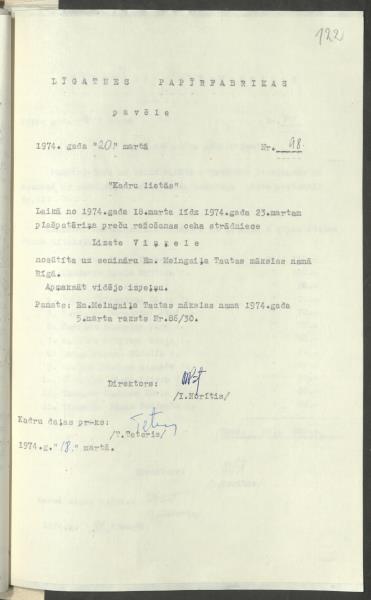 122
LĪGATNES PAPĪRFABRIKAS
pavēle
1974. gada "20" martā Nr. 98.
"Kadru lietās"
Laikā no 1974.gada 18.marta līdz 1974.gada 23.martam
plašpatēriņa preču ražošanas ceha strādniece
Lizete Viņķele
nosūtīta uz semināru Em. Melngaiļa Tautas mākslas namā
Rīgā.
Apmaksāt vidējo izpeļņu.
Pamats: Em.Melngaiļa Tautas mākslas nama 1974.gada
5.marta raksts Nr.86/30.
Direktors:
/I.Norītis/
Kadru daļas pr-ks:
/T.Teteris/
1974.g."18." martā.